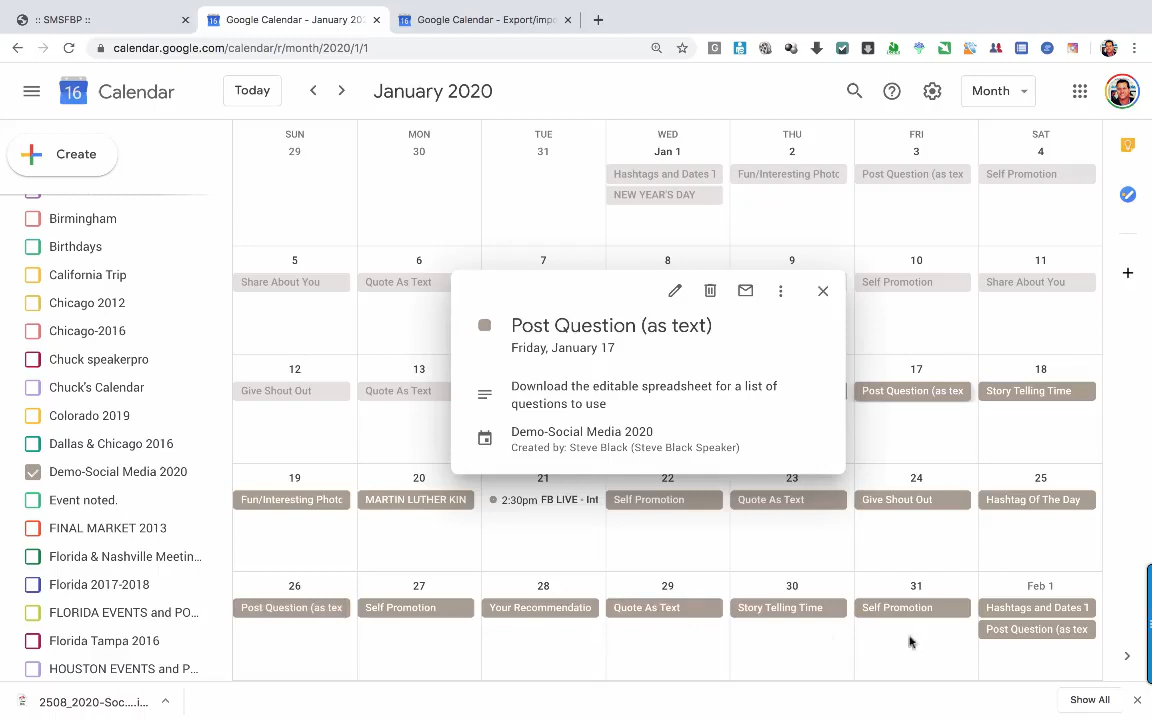 :: SMSFBP ::
Google Calendar - January 202
Google Calendar - Export/impo
calendar.google.com/calendar/r/month/2020/1/1
16
Calendar
Today
January 2020
Month
Create
Birmingham
Birthdays
California Trip
Chicago 2012
Chicago-2016
Chuck speakerpro
Chuck's Calendar
Colorado 2019
Dallas & Chicago 2016
Demo-Social Media 2020
Event noted.
FINAL MARKET 2013
Florida & Nashville Meetin...
Florida 2017-2018
FLORIDA EVENTS and PO...
Florida Tampa 2016
HOUSTON EVENTS and P...
SUN MON TUE WED THU FRI SAT
29 30 31 Jan 1 2 3 4
Hashtags and Dates T Fun/Interesting Photo Post Question (as tex Self Promotion
NEW YEAR'S DAY
5 6 7 8 9 10 11
Share About You Quote As Text Self Promotion Share About You
12 13 17 18
Give Shout Out Quote As Text Post Question (as tex Story Telling Time
Post Question (as text)
Friday, January 17
Download the editable spreadsheet for a list of
questions to use
Demo-Social Media 2020
Created by: Steve Black (Steve Black Speaker)
19 20 21 22 23 24 25
Fun/Interesting Photo MARTIN LUTHER KIN 2:30pm FB LIVE - Int Self Promotion Quote As Text Give Shout Out Hashtag Of The Day
26 27 28 29 30 31 Feb 1
Post Question (as tex Self Promotion Your Recommendatio Quote As Text Story Telling Time Self Promotion Hashtags and Dates T
Post Question (as tex
2508_2020-Soc....i...
Show All